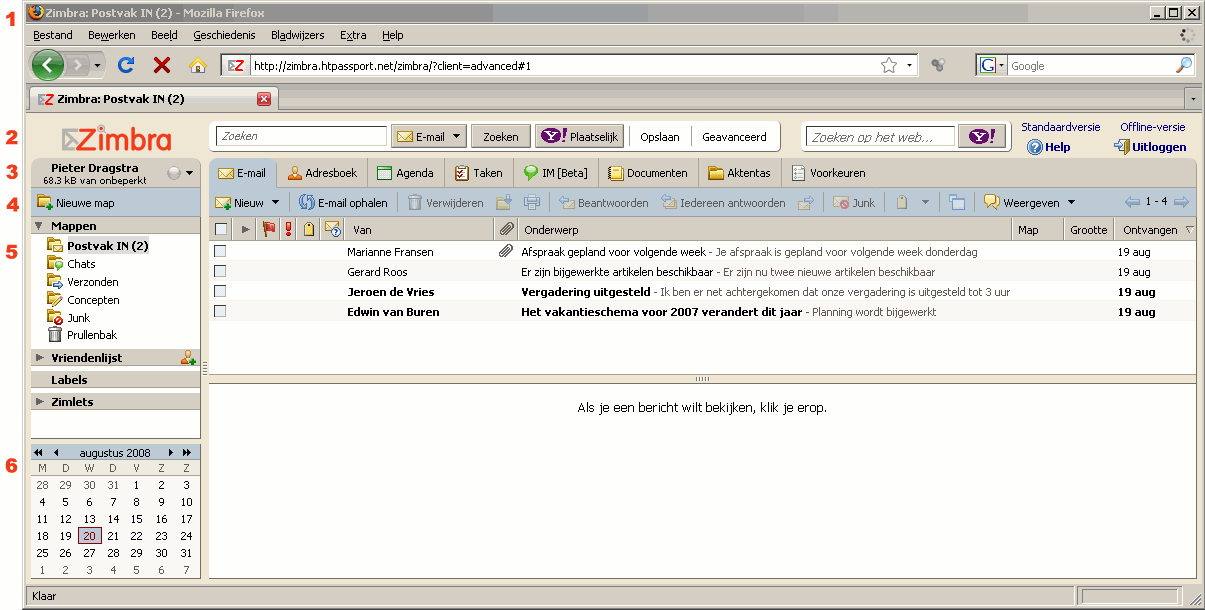 1 Zimbra: Postvak IN (2) - Mozilla Firefox
Bestand Bewerken Beeld Geschiedenis Bladwijzers Extra Help
http://zimbra.htpassport.net/zimbra/?client=advanced#1 G Google
Z Zimbra: Postvak IN (2)
2 Zimbra Zoeken E-mail Zoeken Y! Plaatselijk Opslaan Geavanceerd Zoeken op het web... Y! Standaardversie Offline-versie
Help Uitloggen
3 Pieter Dragstra
68.3 kB van onbeperkt
E-mail Adresboek Agenda Taken IM [Beta] Documenten Aktentas Voorkeuren
4 Nieuwe map Nieuw E-mail ophalen Verwijderen Beantwoorden Iedereen antwoorden Junk Weergeven 1 - 4
Mappen Van Onderwerp Map Grootte Ontvangen
5 Postvak IN (2)
Chats
Verzonden
Concepten
Junk
Prullenbak
Vriendenlijst
Labels
Zimlets
Marianne Fransen Afspraak gepland voor volgende week - Je afspraak is gepland voor volgende week donderdag 19 aug
Gerard Roos Er zijn bijgewerkte artikelen beschikbaar - Er zijn nu twee nieuwe artikelen beschikbaar 19 aug
Jeroen de Vries Vergadering uitgesteld - Ik ben er net achtergekomen dat onze vergadering is uitgesteld tot 3 uur 19 aug
Edwin van Buren Het vakantieschema voor 2007 verandert dit jaar - Planning wordt bijgewerkt 19 aug
Als je een bericht wilt bekijken, klik je erop.
6 augustus 2008
M D W D V Z Z
28 29 30 31 1 2 3
4 5 6 7 8 9 10
11 12 13 14 15 16 17
18 19 20 21 22 23 24
25 26 27 28 29 30 31
1 2 3 4 5 6 7
Klaar